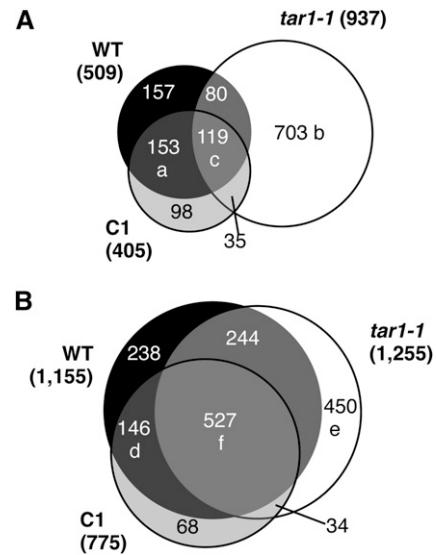 A
tar1-1 (937)
WT
(509)
157
80
703 b
153
a
119
c
98
C1
(405)
35
B
WT
(1,155)
238
244
tar1-1
(1,255)
146
d
527
f
450
e
C1
(775)
68
34